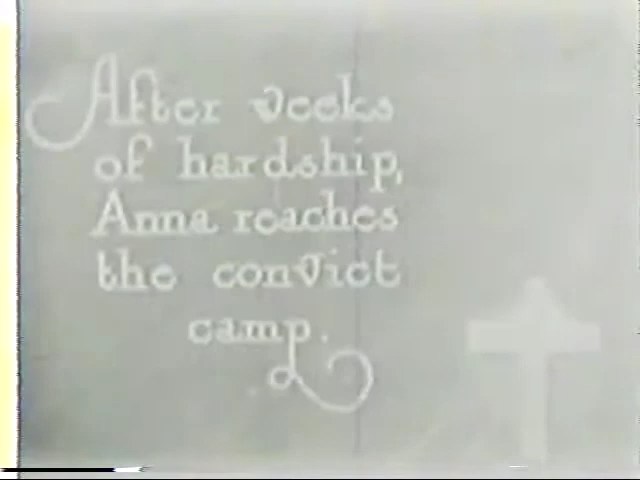 After weeks
of hardship,
Anna reaches
the convict
camp.